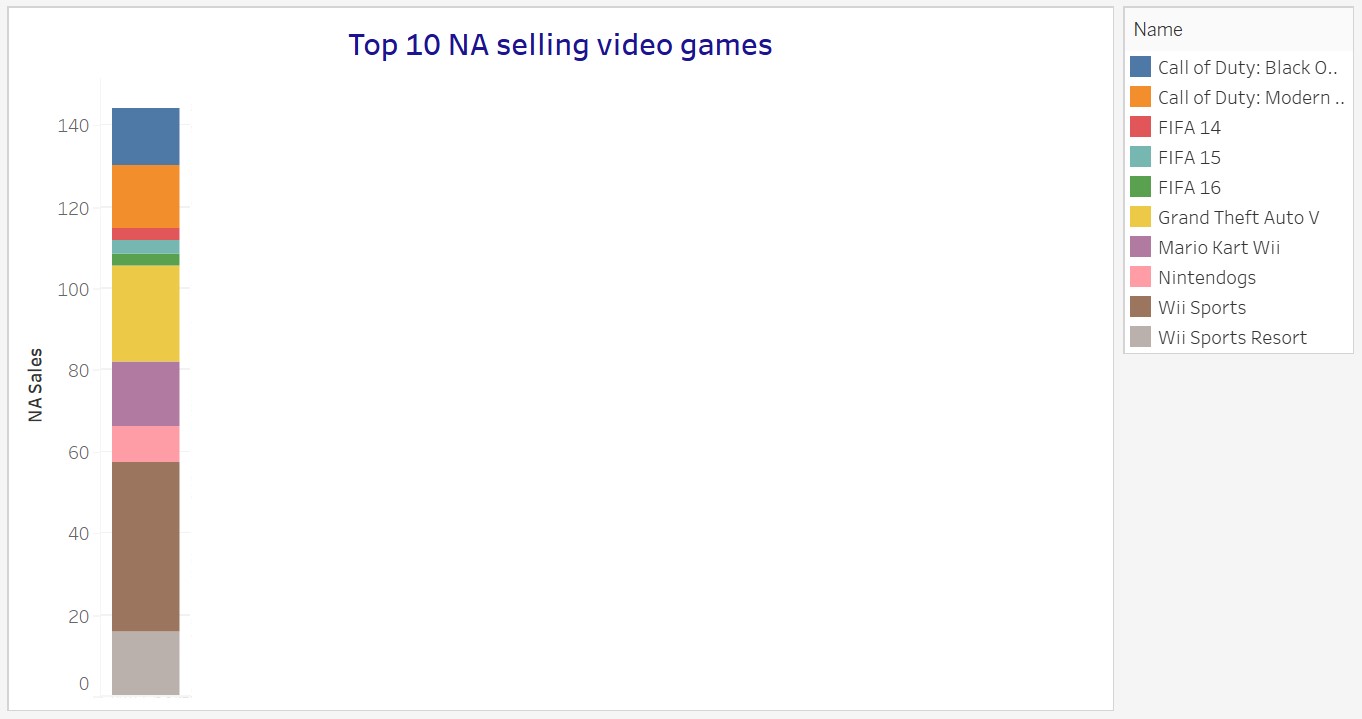 Top 10 NA selling video games
NA Sales
140
120
100
80
60
40
20
0
Name
Call of Duty: Black O..
Call of Duty: Modern ..
FIFA 14
FIFA 15
FIFA 16
Grand Theft Auto V
Mario Kart Wii
Nintendogs
Wii Sports
Wii Sports Resort